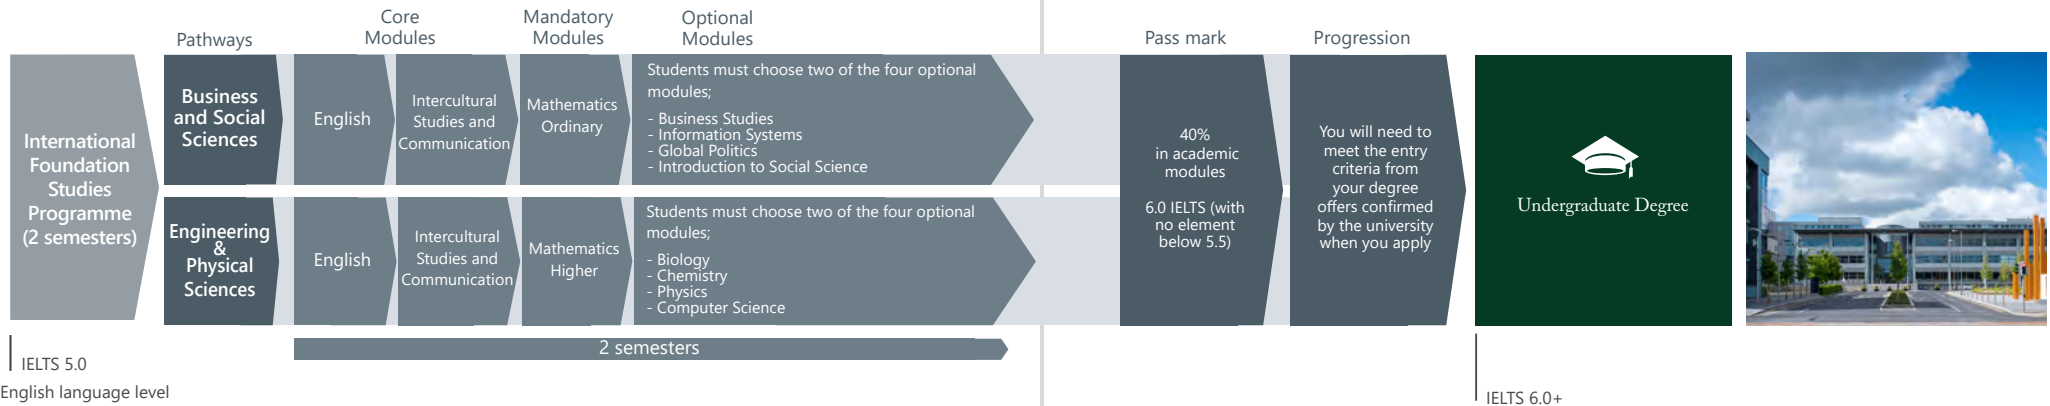 Pathways
Core
Modules
Mandatory
Modules
Optional
Modules
Pass mark
Progression
International
Foundation
Studies
Programme
(2 semesters)
Business
and Social
Sciences
English
Intercultural
Studies and
Communication
Mathematics
Ordinary
Students must choose two of the four optional
modules;
- Business Studies
- Information Systems
- Global Politics
- Introduction to Social Science
Engineering
&
Physical
Sciences
English
Intercultural
Studies and
Communication
Mathematics
Higher
Students must choose two of the four optional
modules;
- Biology
- Chemistry
- Physics
- Computer Science
40%
in academic
modules
6.0 IELTS (with
no element
below 5.5)
You will need to
meet the entry
criteria from
your degree
offers confirmed
by the university
when you apply
Undergraduate Degree
2 semesters
IELTS 5.0
English language level
IELTS 6.0+